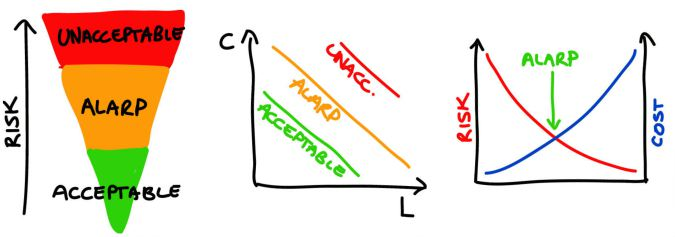 RISK
UNACCEPTABLE
ALARP
ACCEPTABLE
C
UNACC.
ALARP
ACCEPTABLE
L
RISK
ALARP
COST